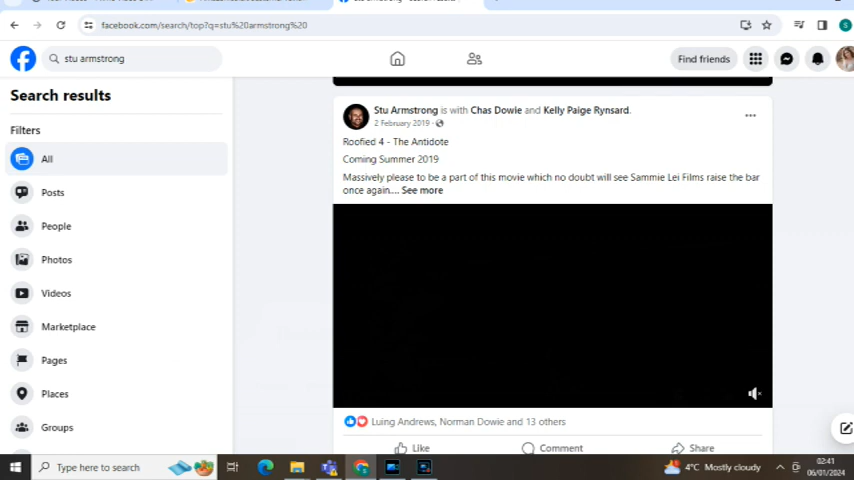 facebook.com/search/top?q=stu%20armstrong%20
stu armstrong
Find friends
Search results
Filters
All
Posts
People
Photos
Videos
Marketplace
Pages
Places
Groups
Stu Armstrong is with Chas Dowie and Kelly Paige Rynsard.
2 February 2019 ·
Roofied 4 - The Antidote
Coming Summer 2019
Massively please to be a part of this movie which no doubt will see Sammie Lei Films raise the bar
once again.... See more
Luing Andrews, Norman Dowie and 13 others
Like Comment Share
Type here to search
4°C Mostly cloudy
02:41
06/01/2024